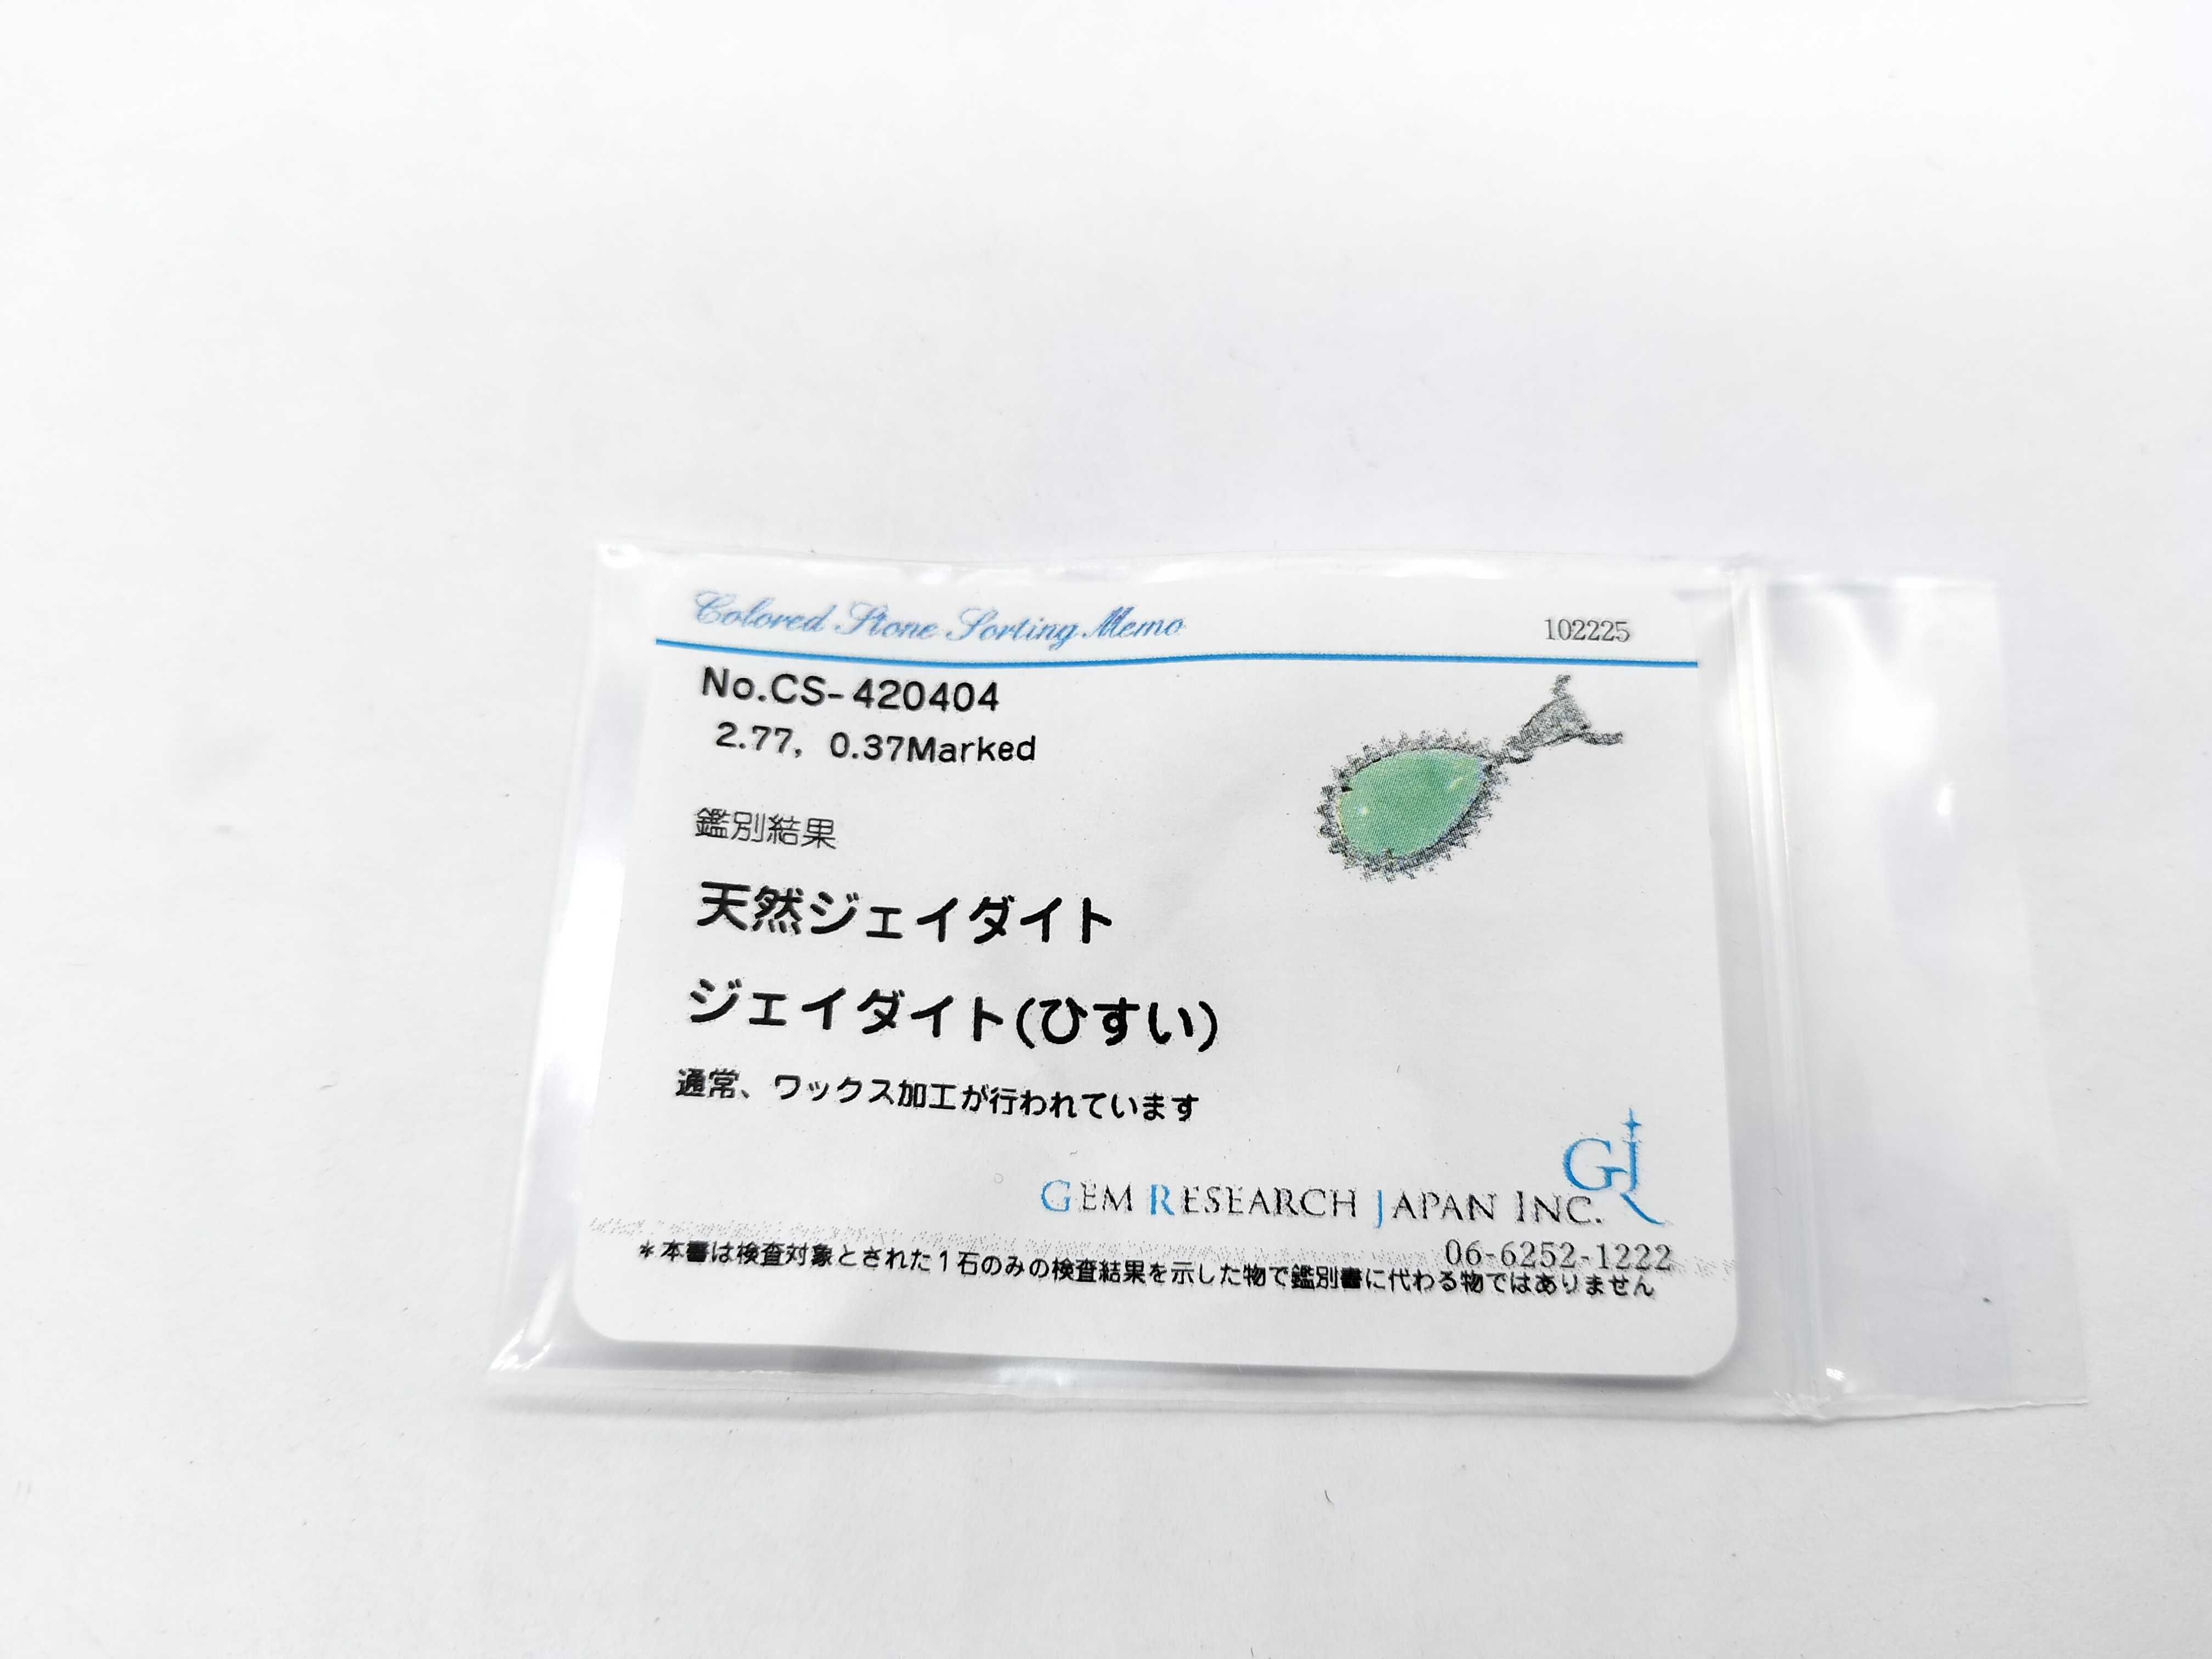 Colored Stone Sorting Memo 102225
No.CS-420404
2.77, 0.37Marked
鑑別結果
天然ジェイダイト
ジェイダイト(ひすい)
通常、ワックス加工が行われています
GJR
GEM RESEARCH JAPAN INC.
06-6252-1222
*本書は検査対象とされた1石のみの検査結果を示した物で鑑別書に代わる物ではありません